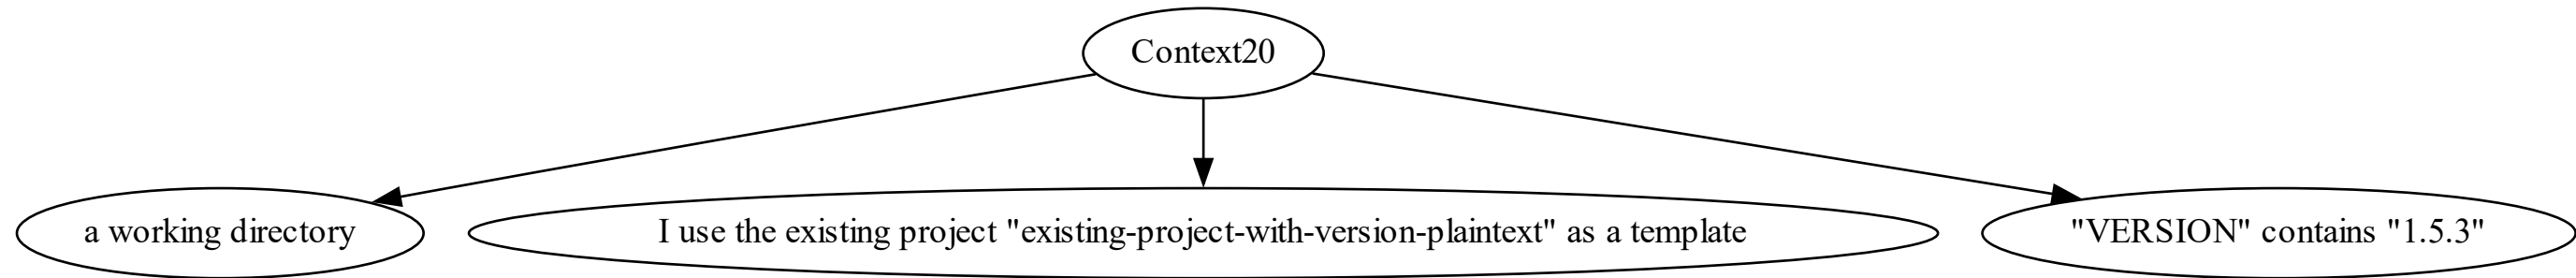 Context20
a working directory
I use the existing project "existing-project-with-version-plaintext" as a template
"VERSION" contains "1.5.3"